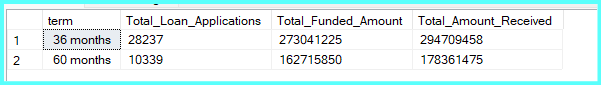 term Total_Loan_Applications Total_Funded_Amount Total_Amount_Received
1 36 months 28237 273041225 294709458
2 60 months 10339 162715850 178361475